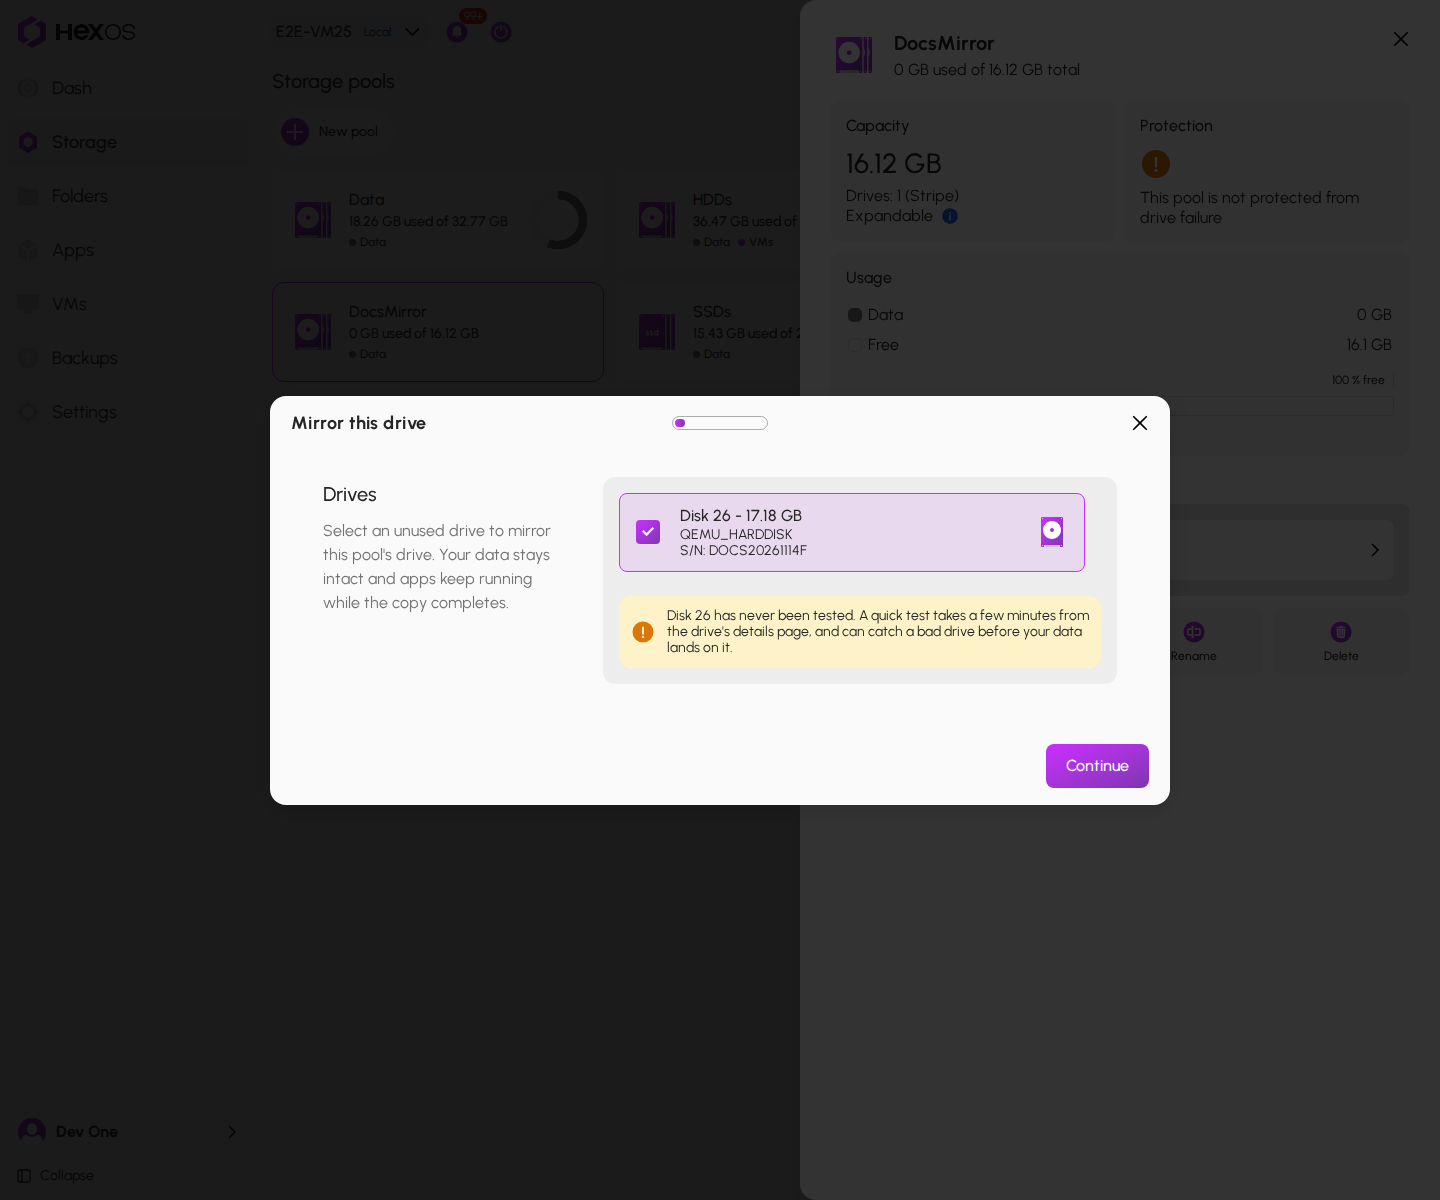 HEXOS
E2E-VM25 Local
99+
Dash
Storage
Folders
Apps
VMs
Backups
Settings
Storage pools
New pool
Data
18.26 GB used of 32.77 GB
Data
HDDs
36.47 GB used of
Data VMs
DocsMirror
0 GB used of 16.12 GB
Data
SSDs
15.43 GB used of 2
Data
DocsMirror
0 GB used of 16.12 GB total
Capacity
16.12 GB
Drives: 1 (Stripe)
Expandable
Protection
This pool is not protected from
drive failure
Usage
Data 0 GB
Free 16.1 GB
100 % free
Rename
Delete
Mirror this drive
Drives
Select an unused drive to mirror
this pool's drive. Your data stays
intact and apps keep running
while the copy completes.
Disk 26 - 17.18 GB
QEMU_HARDDISK
S/N: DOCS20261114F
Disk 26 has never been tested. A quick test takes a few minutes from
the drive's details page, and can catch a bad drive before your data
lands on it.
Continue
Dev One
Collapse